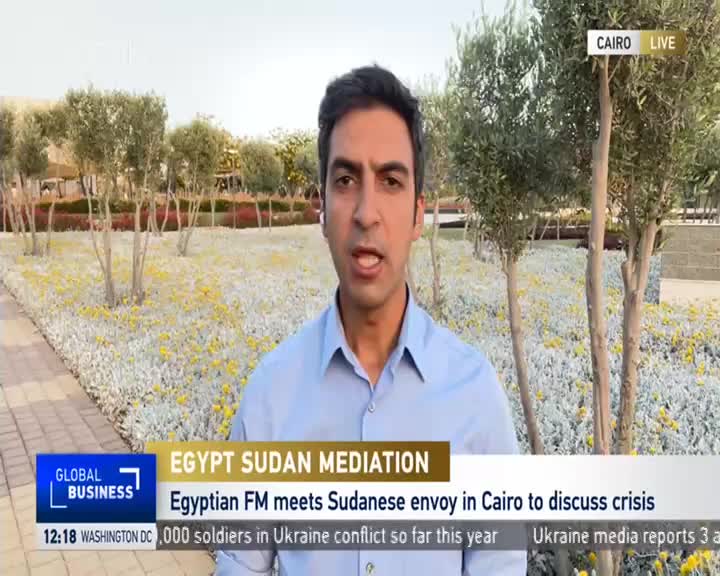 CAIRO LIVE
EGYPT SUDAN MEDIATION
GLOBAL
BUSINESS
Egyptian FM meets Sudanese envoy in Cairo to discuss crisis
12:18 WASHINGTON DC ,000 soldiers in Ukraine conflict so far this year Ukraine media reports 3 a